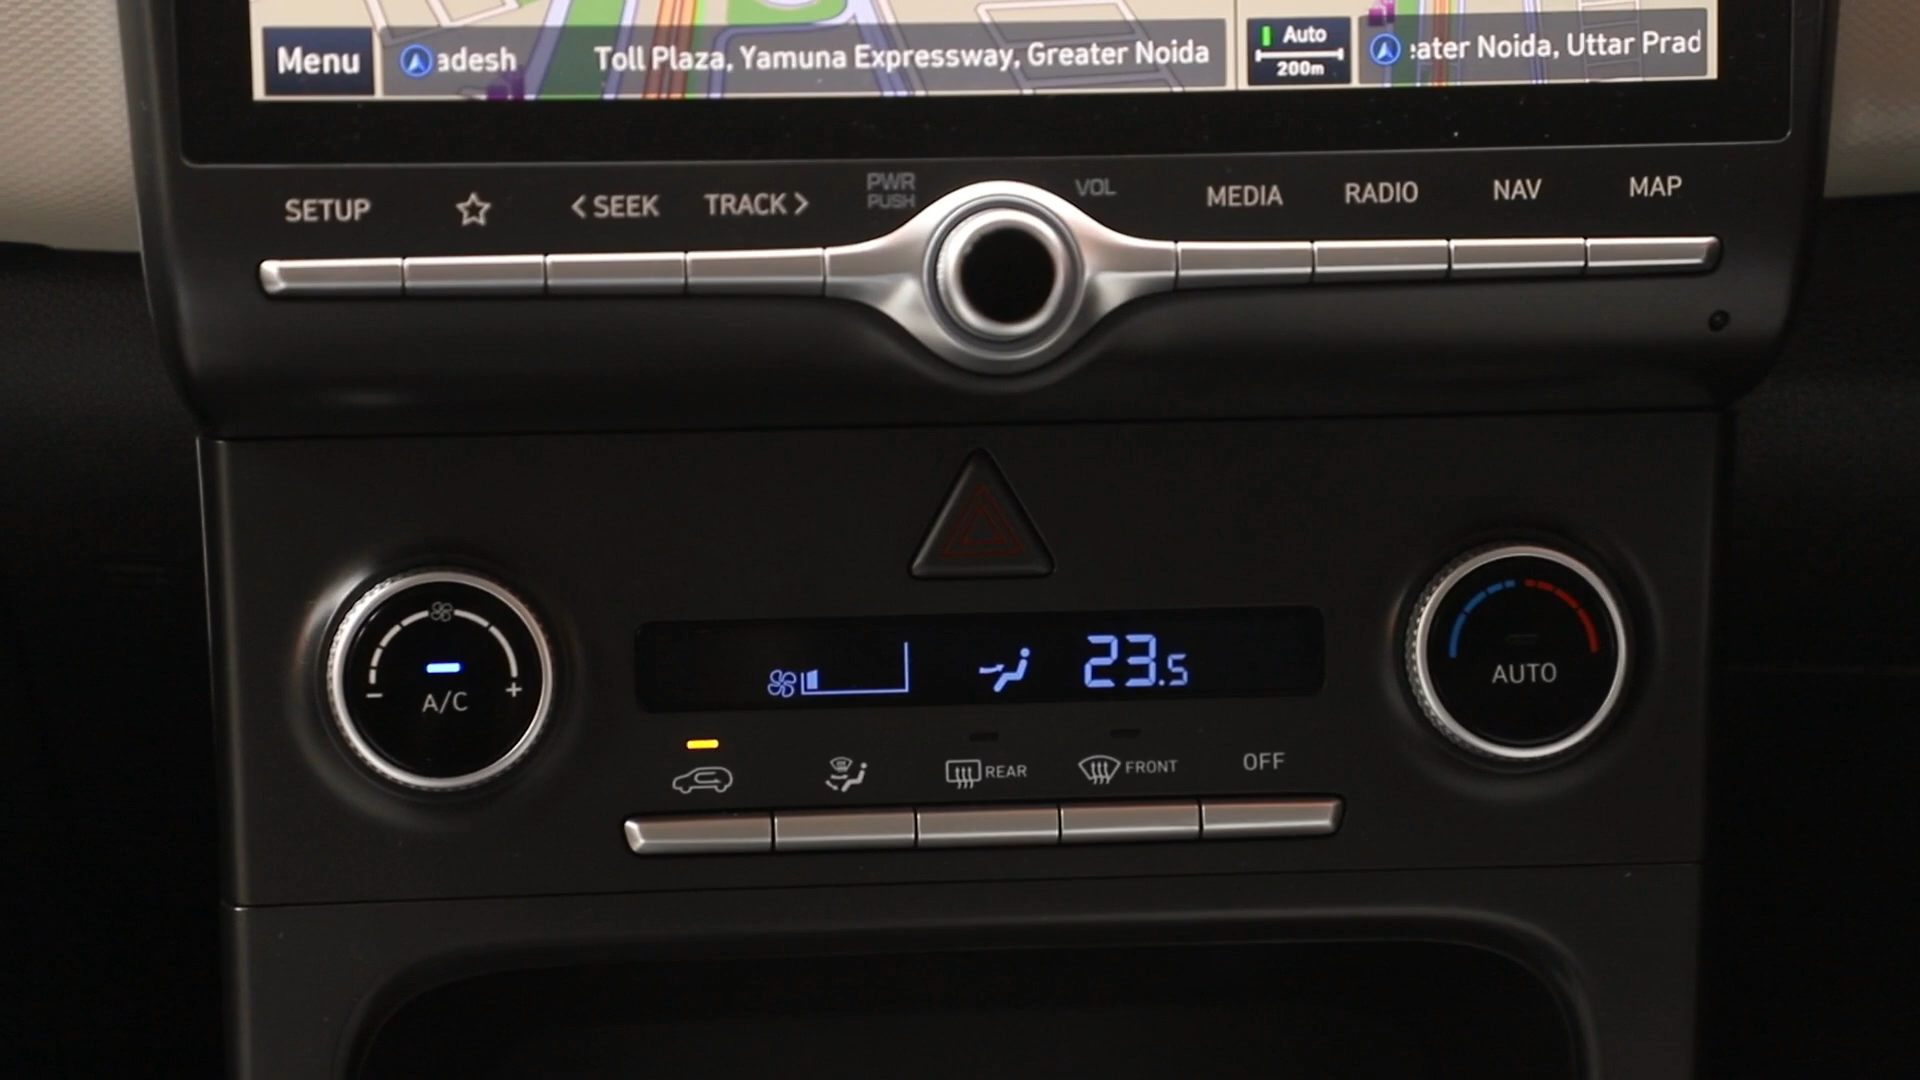 Menu
adesh Toll Plaza, Yamuna Expressway, Greater Noida
Auto
200m
ater Noida, Uttar Prad
SETUP
< SEEK
TRACK >
PWR
PUSH
VOL
MEDIA
RADIO
NAV
MAP
- A/C +
23.5
AUTO
REAR
FRONT
OFF